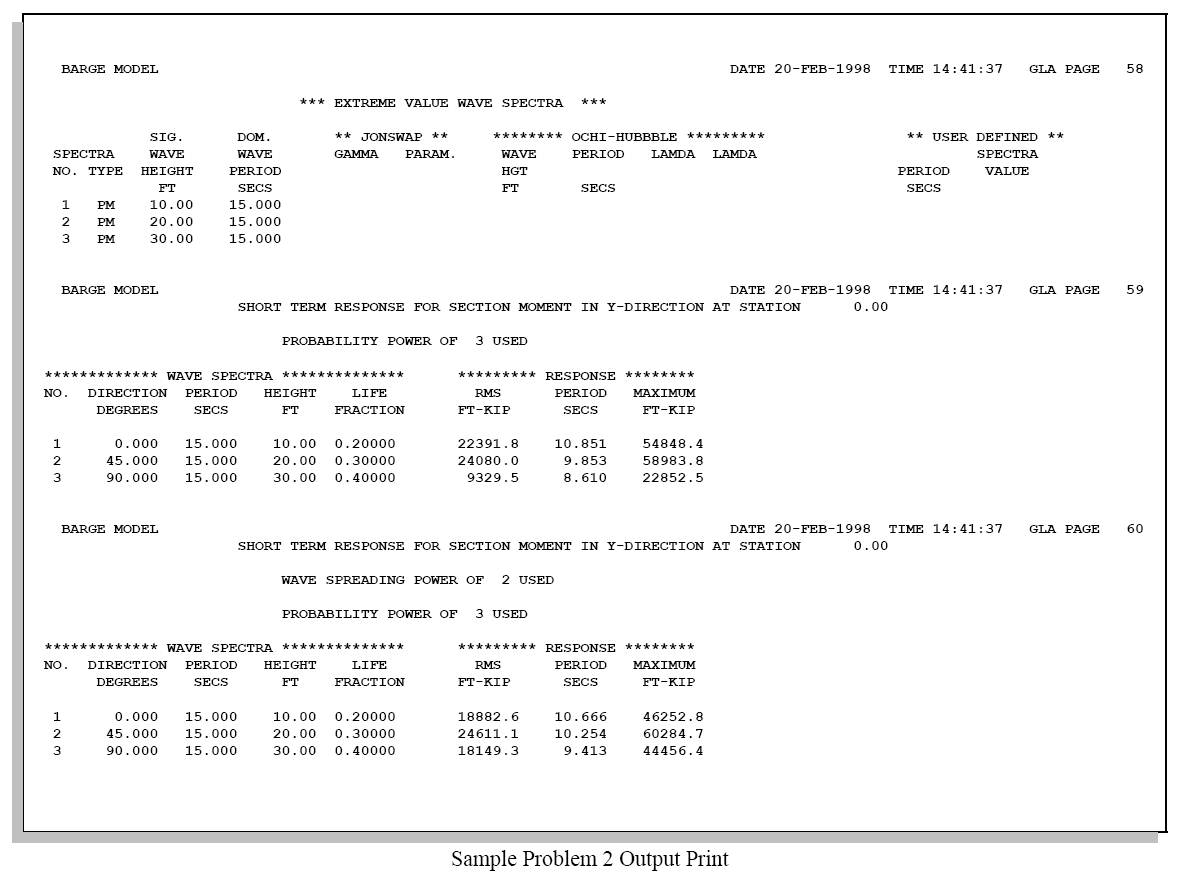 BARGE MODEL DATE 20-FEB-1998 TIME 14:41:37 GLA PAGE 58
*** EXTREME VALUE WAVE SPECTRA ***
SIG. DOM. ** JONSWAP ** ******** OCHI-HUBBBLE ********* ** USER DEFINED **
SPECTRA WAVE WAVE GAMMA PARAM. WAVE PERIOD LAMDA LAMDA SPECTRA
NO. TYPE HEIGHT PERIOD HGT PERIOD VALUE
FT SECS FT SECS SECS
1 PM 10.00 15.000
2 PM 20.00 15.000
3 PM 30.00 15.000
BARGE MODEL DATE 20-FEB-1998 TIME 14:41:37 GLA PAGE 59
SHORT TERM RESPONSE FOR SECTION MOMENT IN Y-DIRECTION AT STATION 0.00
PROBABILITY POWER OF 3 USED
************* WAVE SPECTRA ************** ********* RESPONSE ********
NO. DIRECTION PERIOD HEIGHT LIFE RMS PERIOD MAXIMUM
DEGREES SECS FT FRACTION FT-KIP SECS FT-KIP
1 0.000 15.000 10.00 0.20000 22391.8 10.851 54848.4
2 45.000 15.000 20.00 0.30000 24080.0 9.853 58983.8
3 90.000 15.000 30.00 0.40000 9329.5 8.610 22852.5
BARGE MODEL DATE 20-FEB-1998 TIME 14:41:37 GLA PAGE 60
SHORT TERM RESPONSE FOR SECTION MOMENT IN Y-DIRECTION AT STATION 0.00
WAVE SPREADING POWER OF 2 USED
PROBABILITY POWER OF 3 USED
************* WAVE SPECTRA ************** ********* RESPONSE ********
NO. DIRECTION PERIOD HEIGHT LIFE RMS PERIOD MAXIMUM
DEGREES SECS FT FRACTION FT-KIP SECS FT-KIP
1 0.000 15.000 10.00 0.20000 18882.6 10.666 46252.8
2 45.000 15.000 20.00 0.30000 24611.1 10.254 60284.7
3 90.000 15.000 30.00 0.40000 18149.3 9.413 44456.4
Sample Problem 2 Output Print